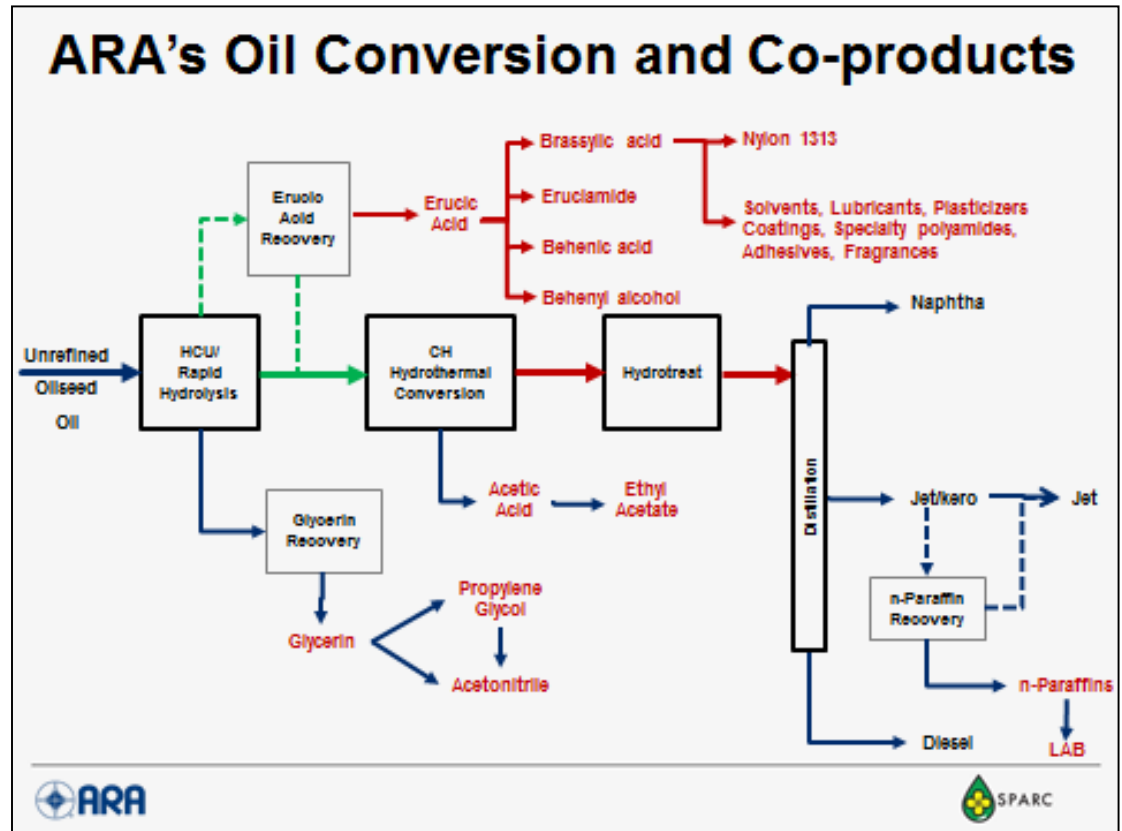 ARA's Oil Conversion and Co-products
Brassylic acid
Nylon 1313
Erucic
Acid
Recovery
Erucic
Acid
Eruciamide
Solvents, Lubricants, Plasticizers
Coatings, Specialty polyamides,
Adhesives, Fragrances
Behenic acid
Behenyl alcohol
Naphtha
Unrefined
Oilseed
Oil
HCU/
Rapid
Hydrolysis
CH
Hydrothermal
Conversion
Hydrotreat
Distillation
Glycerin
Recovery
Acetic
Acid
Ethyl
Acetate
Jet/kero
Jet
Propylene
Glycol
n-Paraffin
Recovery
Glycerin
Acetonitrile
n-Paraffins
Diesel
LAB
ARA
SPARC